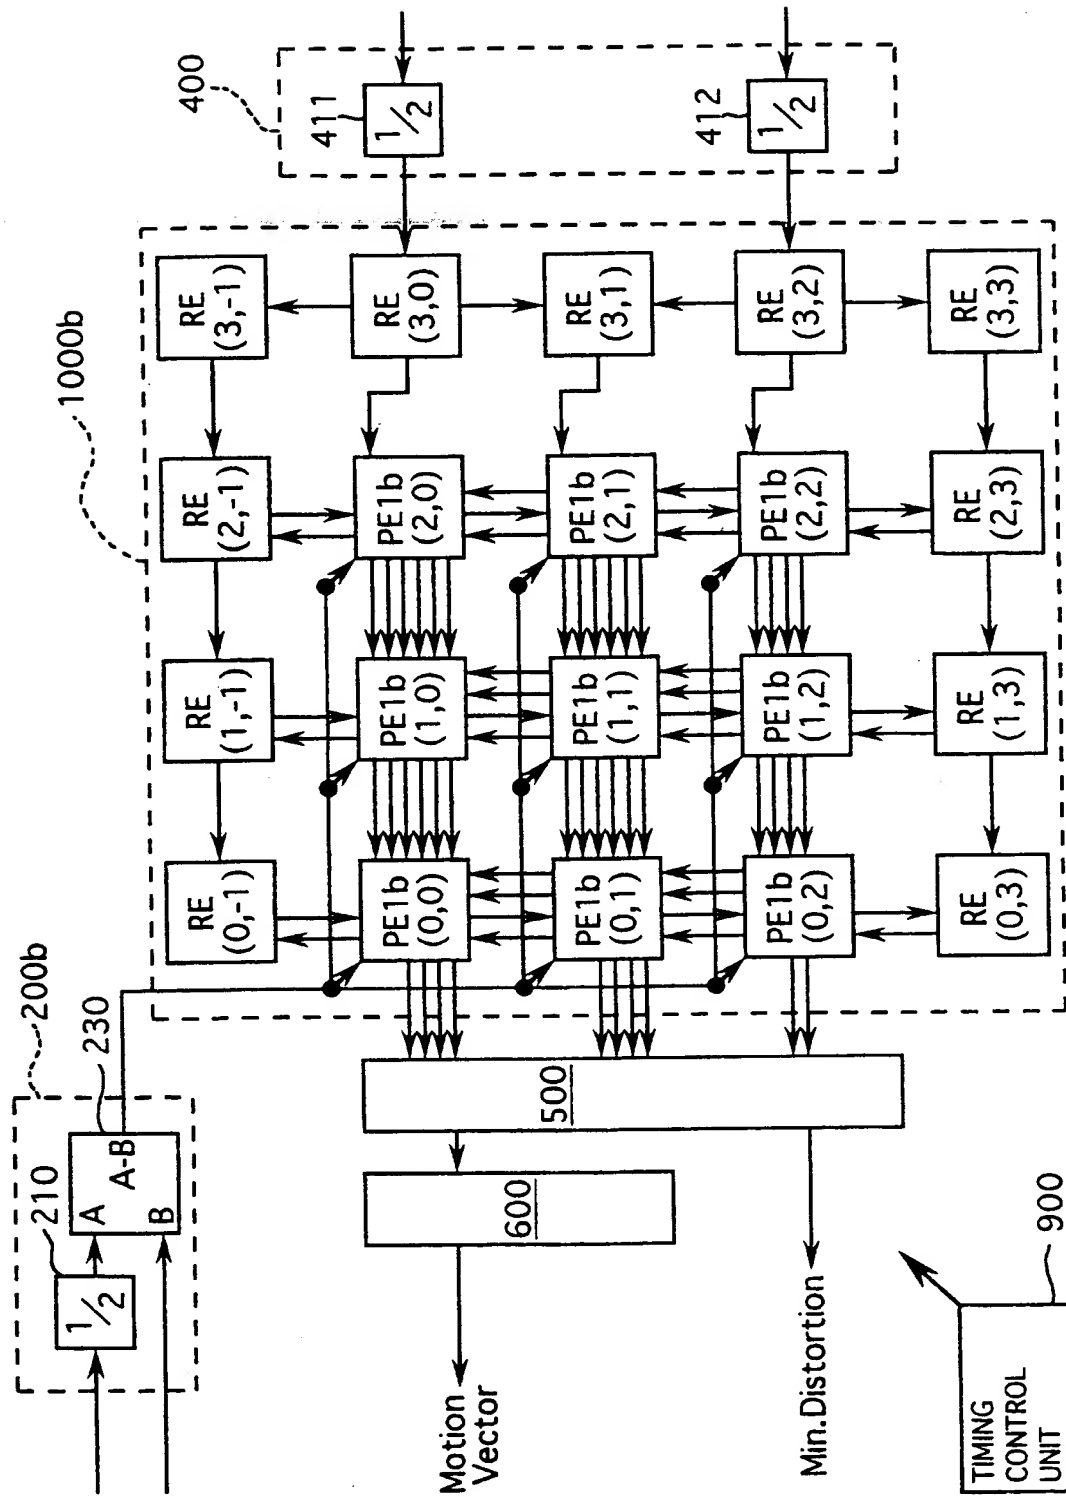 200b
210
230
1/2
A
A-B
B
1000b
400
411
1/2
412
1/2
RE
(0,-1)
RE
(1,-1)
RE
(2,-1)
RE
(3,-1)
PE1b
(0,0)
PE1b
(1,0)
PE1b
(2,0)
RE
(3,0)
PE1b
(0,1)
PE1b
(1,1)
PE1b
(2,1)
RE
(3,1)
PE1b
(0,2)
PE1b
(1,2)
PE1b
(2,2)
RE
(3,2)
RE
(0,3)
RE
(1,3)
RE
(2,3)
RE
(3,3)
500
600
Motion
Vector
Min.Distortion
TIMING
CONTROL
UNIT
900